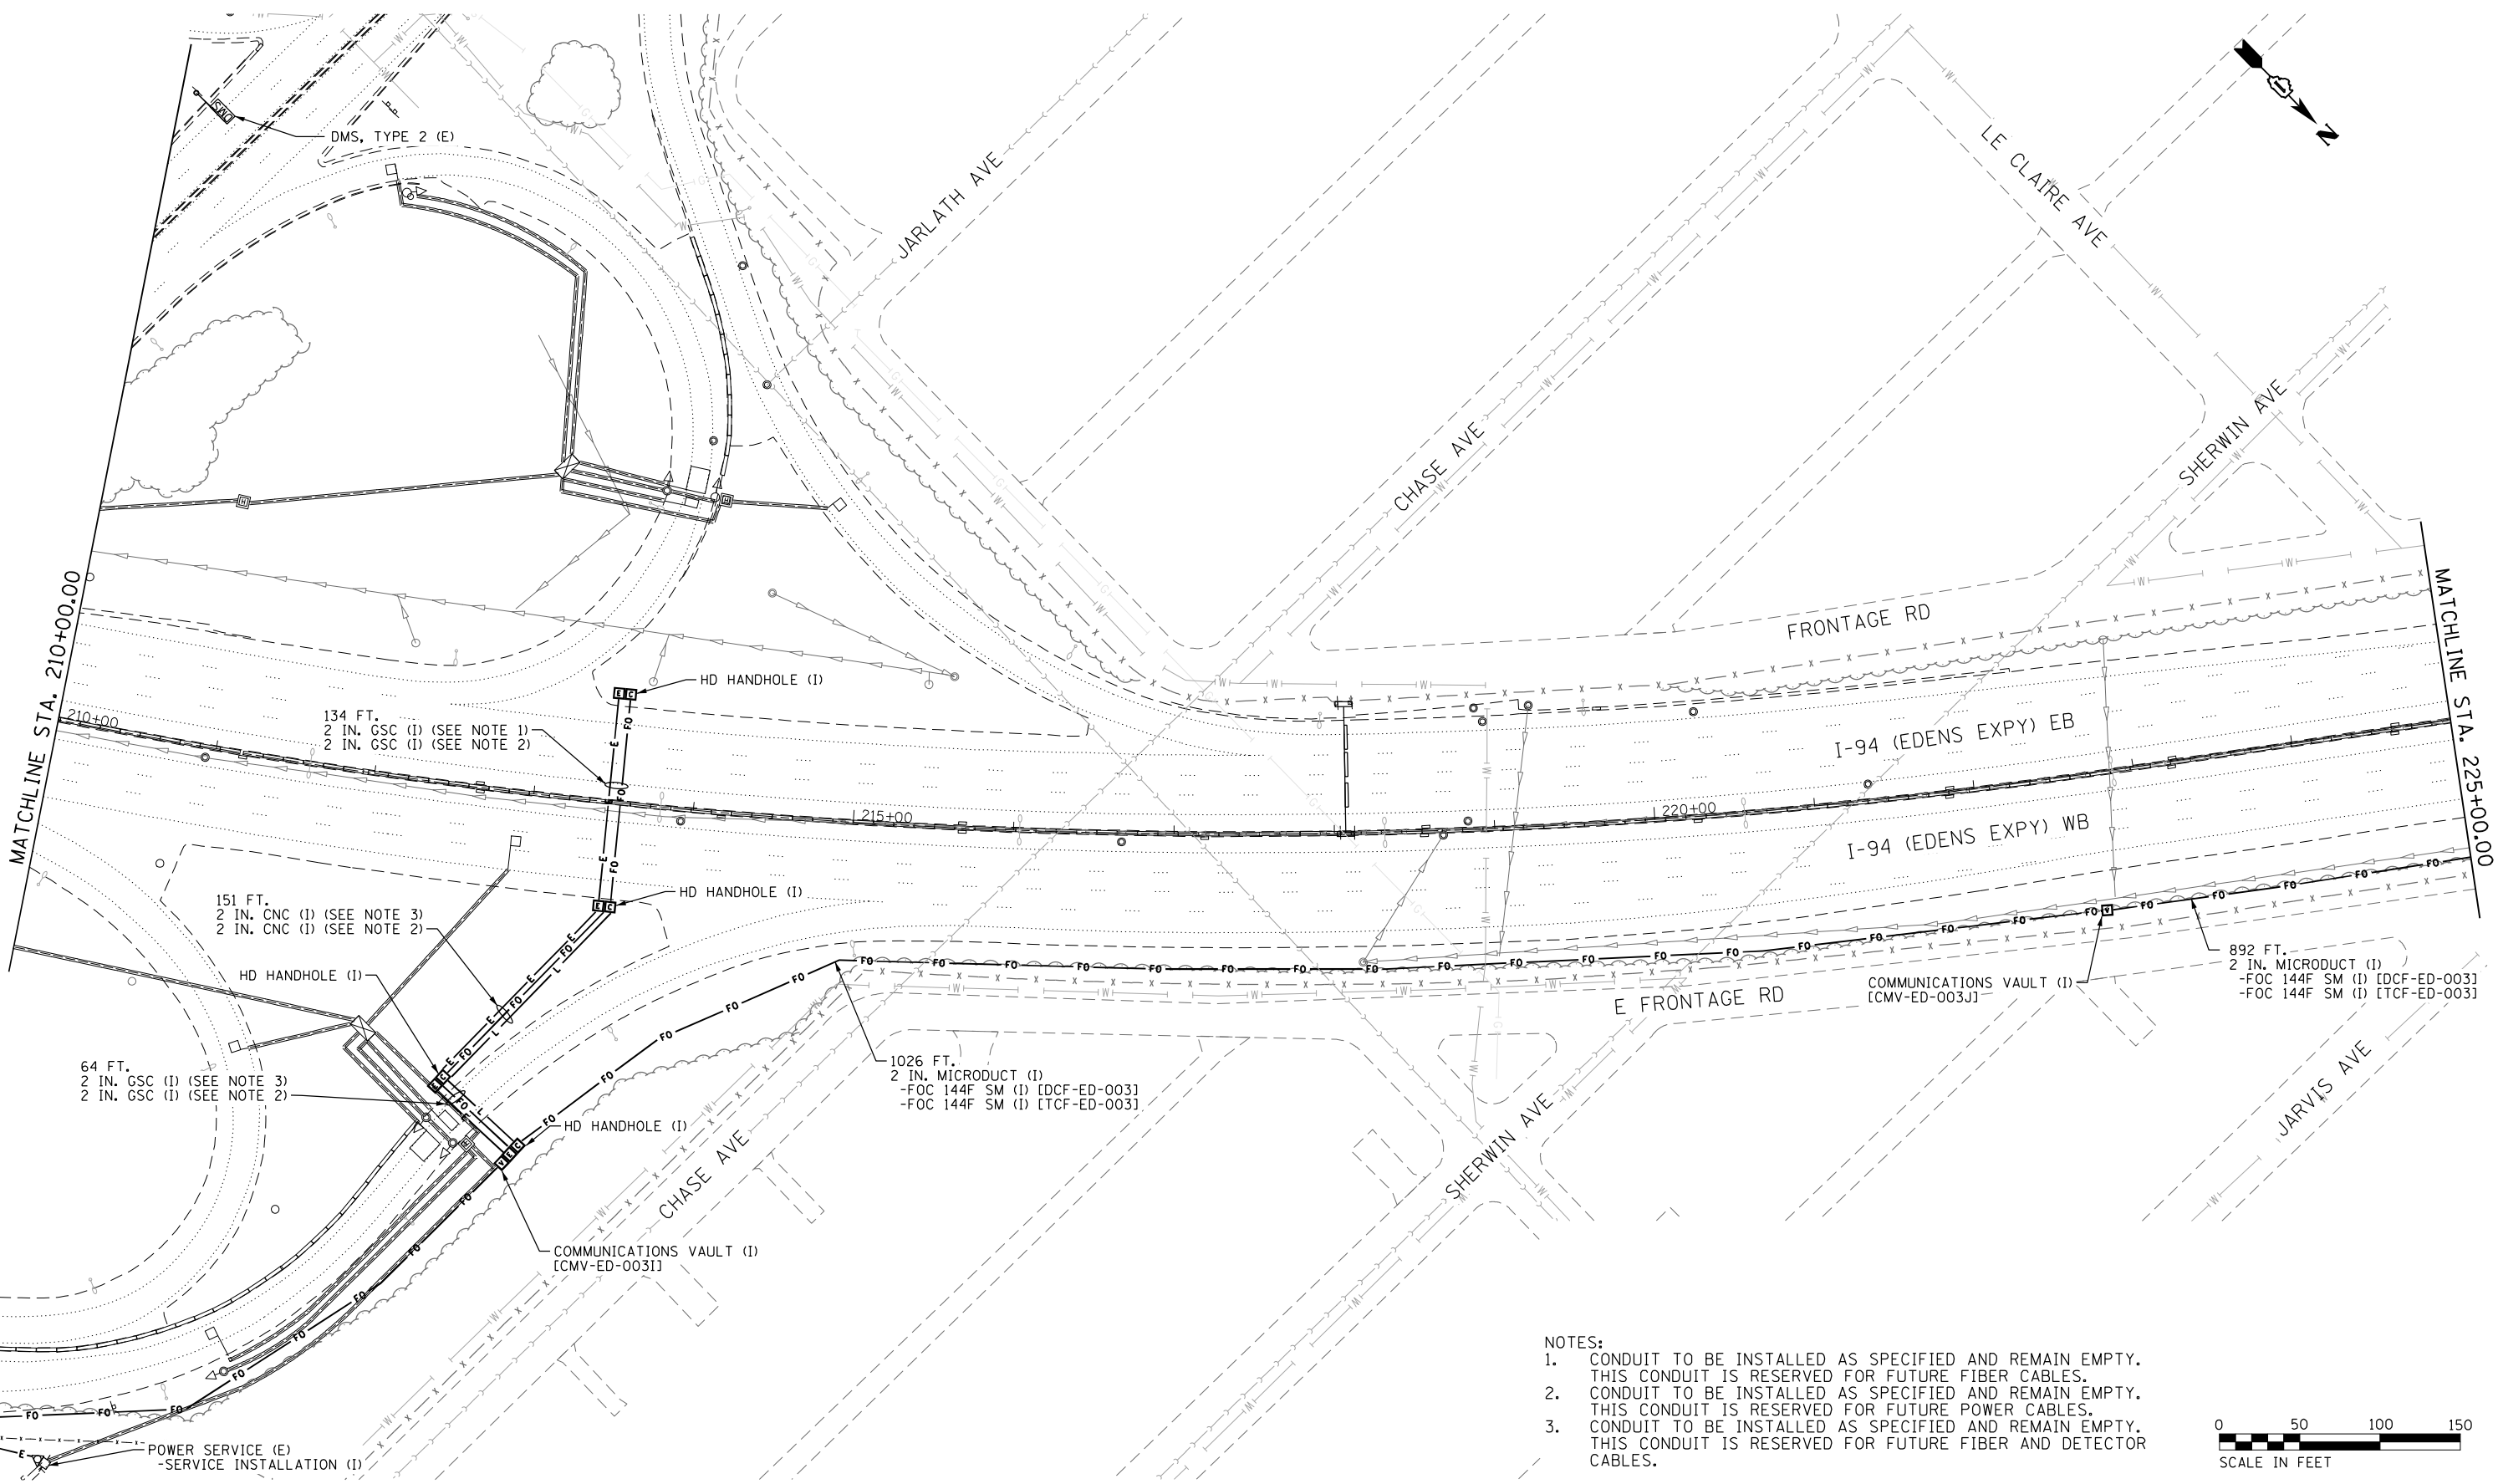 DMS
DMS, TYPE 2 (E)
JARLATH AVE
LE CLAIRE AVE
N
CHASE AVE
SHERWIN AVE
FRONTAGE RD
MATCHLINE STA. 210+00.00
MATCHLINE STA. 225+00.00
210+00
134 FT.
2 IN. GSC (I) (SEE NOTE 1)
2 IN. GSC (I) (SEE NOTE 2)
HD HANDHOLE (I)
I-94 (EDENS EXPY) EB
215+00
220+00
I-94 (EDENS EXPY) WB
HD HANDHOLE (I)
151 FT.
2 IN. CNC (I) (SEE NOTE 3)
2 IN. CNC (I) (SEE NOTE 2)
HD HANDHOLE (I)
64 FT.
2 IN. GSC (I) (SEE NOTE 3)
2 IN. GSC (I) (SEE NOTE 2)
HD HANDHOLE (I)
1026 FT.
2 IN. MICRODUCT (I)
-FOC 144F SM (I) [DCF-ED-003]
-FOC 144F SM (I) [TCF-ED-003]
E FRONTAGE RD
COMMUNICATIONS VAULT (I)
[CMV-ED-003J]
892 FT.
2 IN. MICRODUCT (I)
-FOC 144F SM (I) [DCF-ED-003]
-FOC 144F SM (I) [TCF-ED-003]
CHASE AVE
SHERWIN AVE
JARVIS AVE
COMMUNICATIONS VAULT (I)
[CMV-ED-003I]
POWER SERVICE (E)
-SERVICE INSTALLATION (I)
NOTES:
1. CONDUIT TO BE INSTALLED AS SPECIFIED AND REMAIN EMPTY.
THIS CONDUIT IS RESERVED FOR FUTURE FIBER CABLES.
2. CONDUIT TO BE INSTALLED AS SPECIFIED AND REMAIN EMPTY.
THIS CONDUIT IS RESERVED FOR FUTURE POWER CABLES.
3. CONDUIT TO BE INSTALLED AS SPECIFIED AND REMAIN EMPTY.
THIS CONDUIT IS RESERVED FOR FUTURE FIBER AND DETECTOR
CABLES.
0 50 100 150
SCALE IN FEET